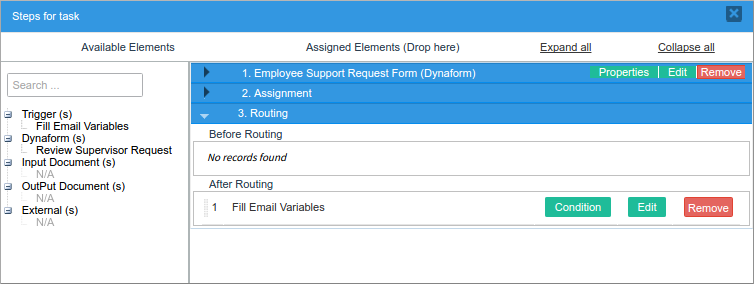 Steps for task
Available Elements
Assigned Elements (Drop here)
Expand all
Collapse all
Search ...
Trigger (s)
Fill Email Variables
Dynaform (s)
Review Supervisor Request
Input Document (s)
N/A
OutPut Document (s)
N/A
External (s)
N/A
1. Employee Support Request Form (Dynaform)
Properties
Edit
Remove
2. Assignment
3. Routing
Before Routing
No records found
After Routing
1 Fill Email Variables
Condition
Edit
Remove